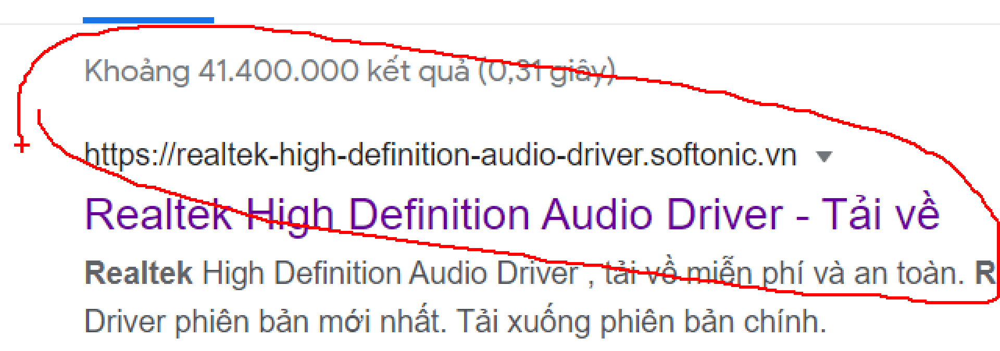 Khoảng 41.400.000 kết quả (0,31 giây)
https://realtek-high-definition-audio-driver.softonic.vn
Realtek High Definition Audio Driver - Tải về
Realtek High Definition Audio Driver , tải về miễn phí và an toàn. R
Driver phiên bản mới nhất. Tải xuống phiên bản chính.